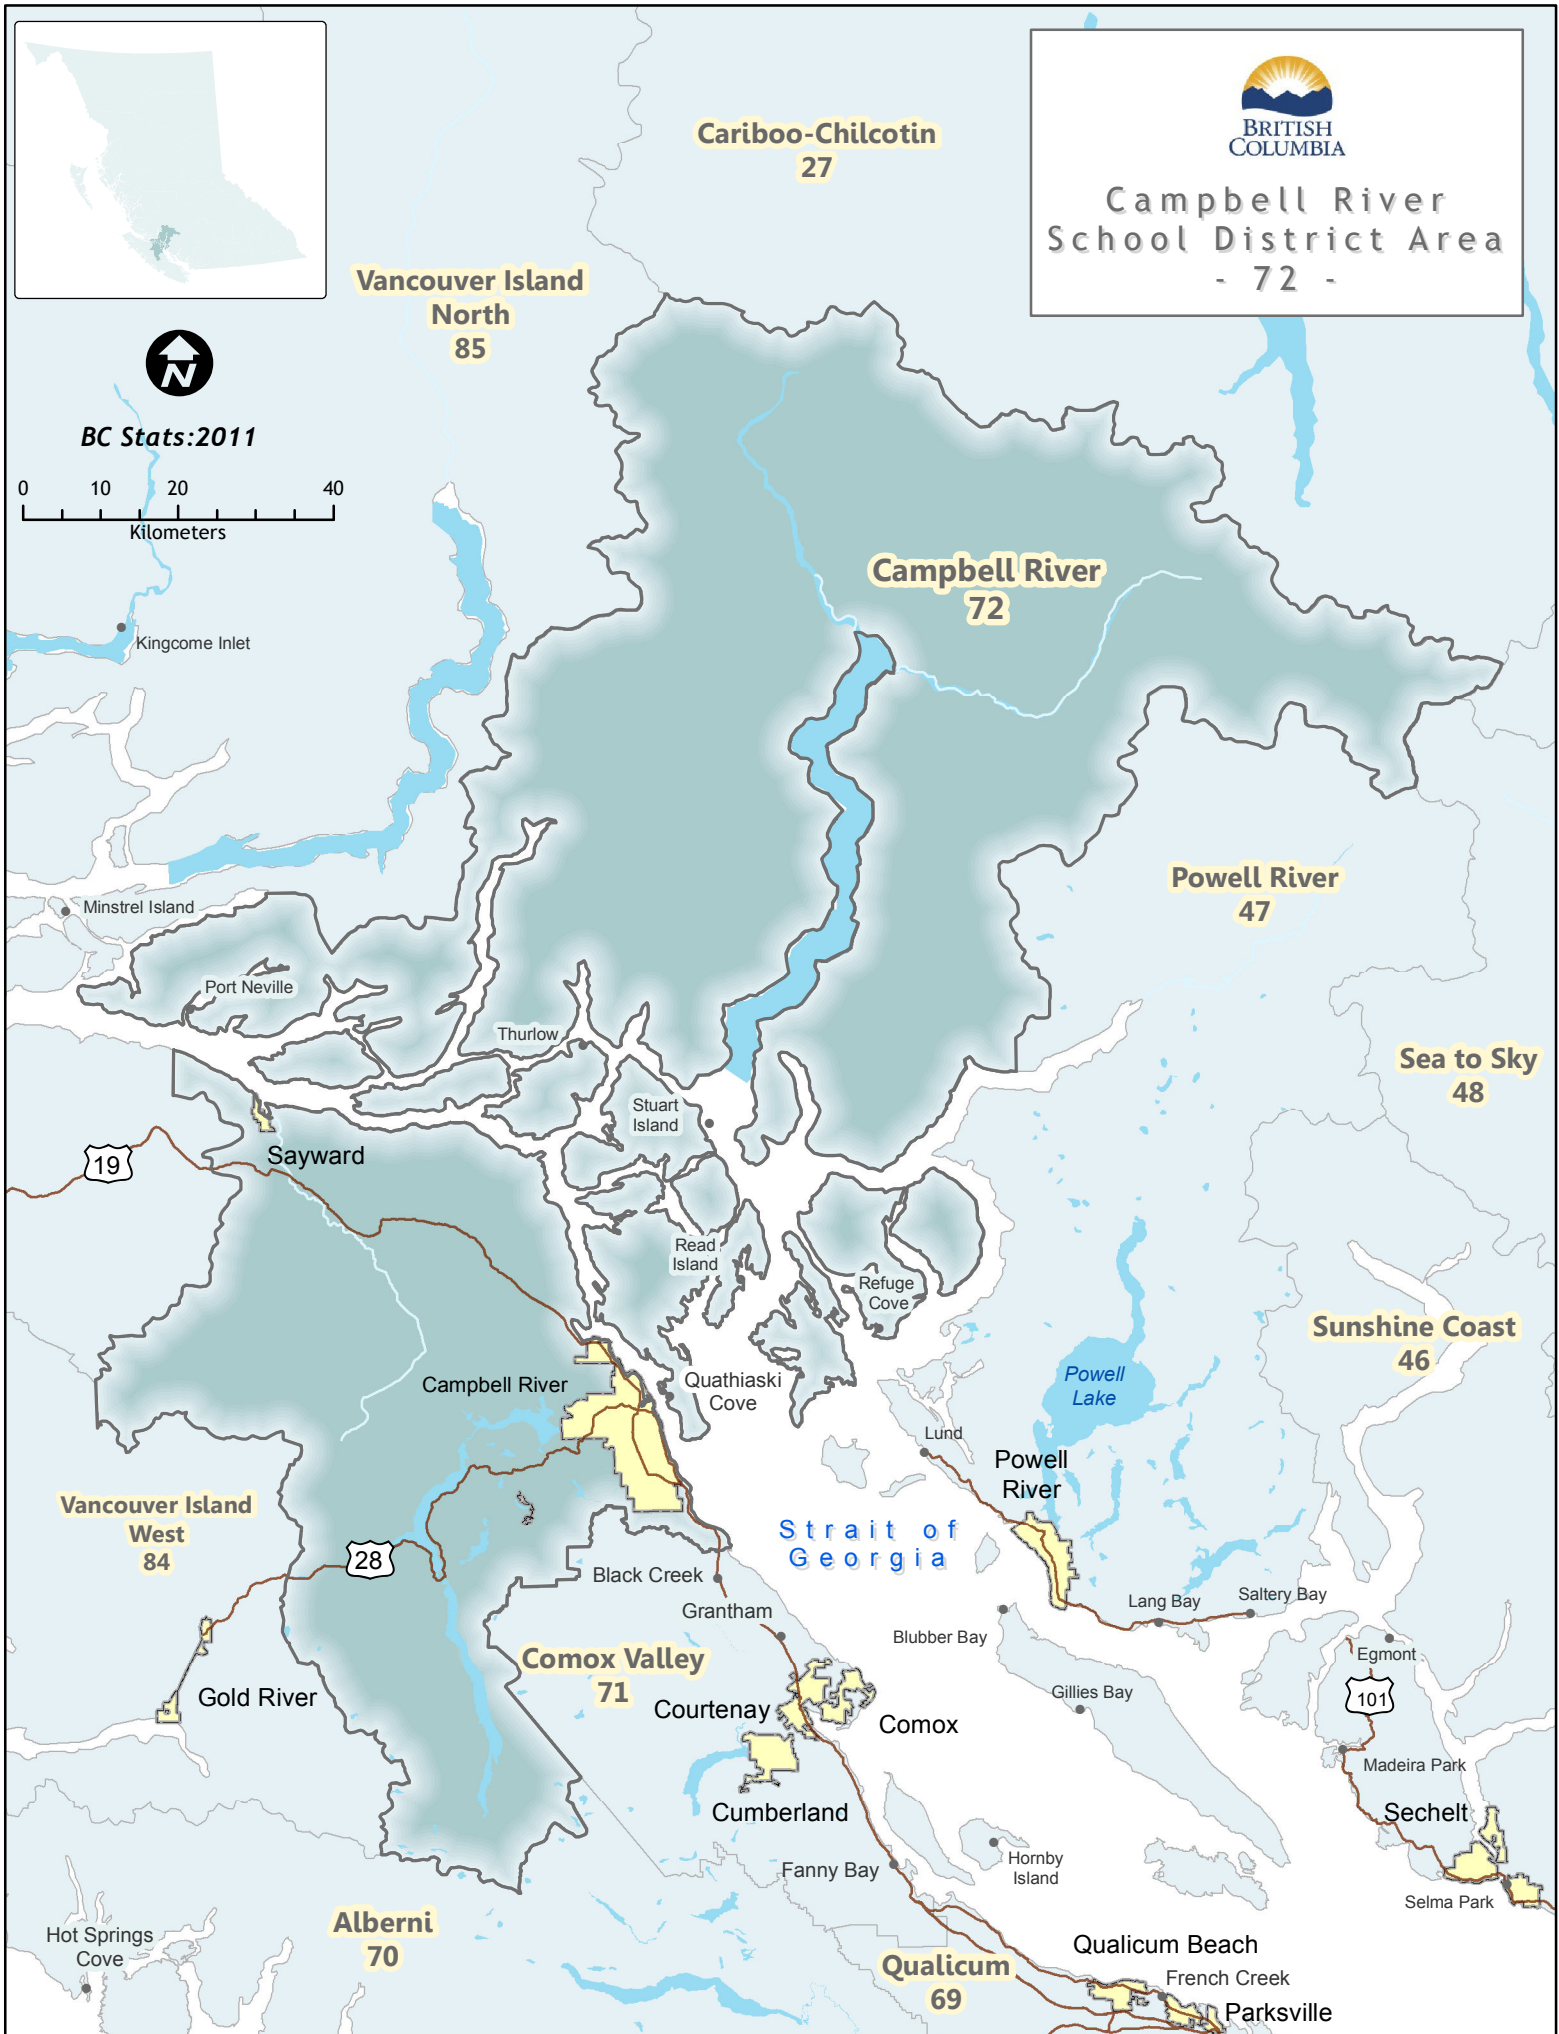 BRITISH
COLUMBIA
Campbell River
School District Area
- 72 -
Cariboo-Chilcotin
27
Vancouver Island
North
85
N
BC Stats:2011
0 10 20 40
Kilometers
Campbell River
72
Kingcome Inlet
Powell River
47
Minstrel Island
Port Neville
Thurlow
Sea to Sky
48
Stuart
Island
Sayward
19
Read
Island
Refuge
Cove
Sunshine Coast
46
Powell
Lake
Campbell River
Quathiaski
Cove
Lund
Powell
River
Vancouver Island
West
84
Strait of
Georgia
28
Black Creek
Lang Bay
Saltery Bay
Grantham
Blubber Bay
Egmont
Comox Valley
71
Gold River
Courtenay
Comox
Gillies Bay
101
Madeira Park
Cumberland
Sechelt
Fanny Bay
Hornby
Island
Selma Park
Alberni
70
Hot Springs
Cove
Qualicum Beach
Qualicum
69
French Creek
Parksville